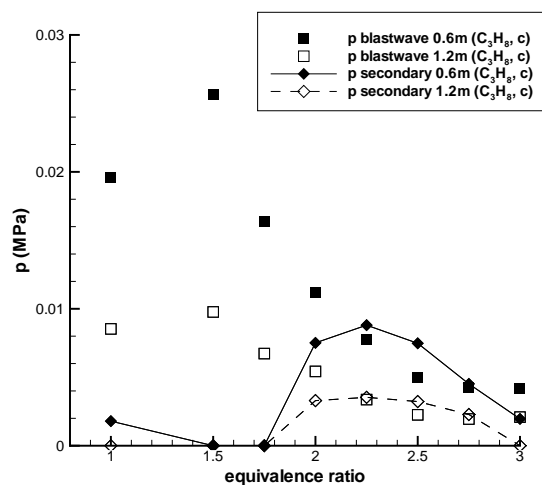 p blastwave 0.6m (C₃H₈, c)
p blastwave 1.2m (C₃H₈, c)
p secondary 0.6m (C₃H₈, c)
p secondary 1.2m (C₃H₈, c)
0.03
0.02
0.01
0
p (MPa)
1 1.5 2 2.5 3
equivalence ratio